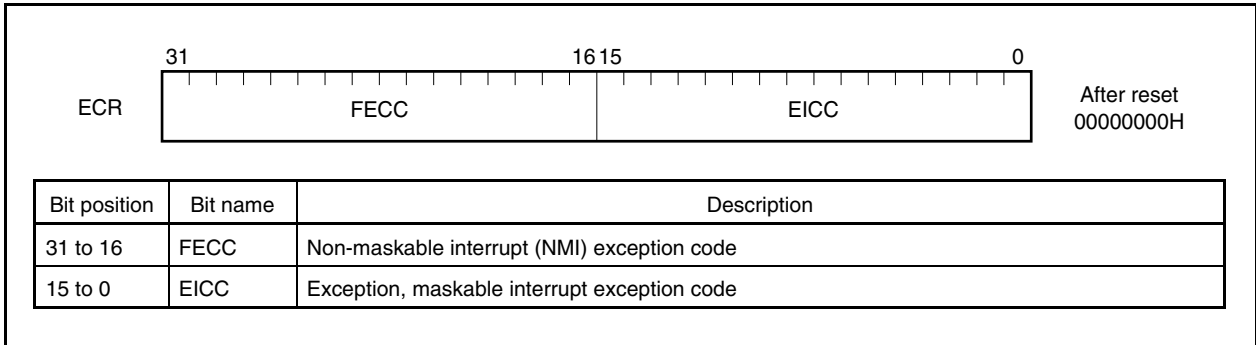 31 16 15 0
ECR FECC EICC After reset
00000000H
Bit position Bit name Description
31 to 16 FECC Non-maskable interrupt (NMI) exception code
15 to 0 EICC Exception, maskable interrupt exception code